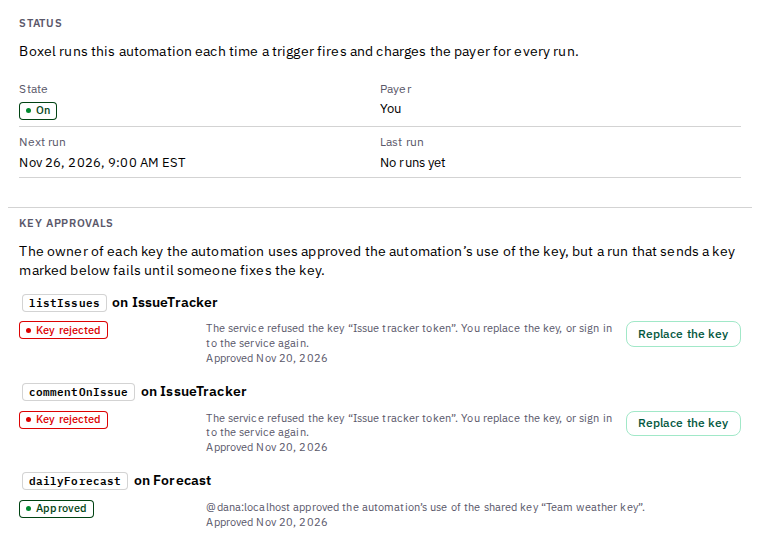 STATUS
Boxel runs this automation each time a trigger fires and charges the payer for every run.
State
Payer
On
You
Next run
Last run
Nov 26, 2026, 9:00 AM EST
No runs yet
KEY APPROVALS
The owner of each key the automation uses approved the automation’s use of the key, but a run that sends a key
marked below fails until someone fixes the key.
listIssues on IssueTracker
Key rejected
The service refused the key “Issue tracker token”. You replace the key, or sign in
to the service again.
Approved Nov 20, 2026
Replace the key
commentOnIssue on IssueTracker
Key rejected
The service refused the key “Issue tracker token”. You replace the key, or sign in
to the service again.
Approved Nov 20, 2026
Replace the key
dailyForecast on Forecast
Approved
@dana:localhost approved the automation’s use of the shared key “Team weather key”.
Approved Nov 20, 2026